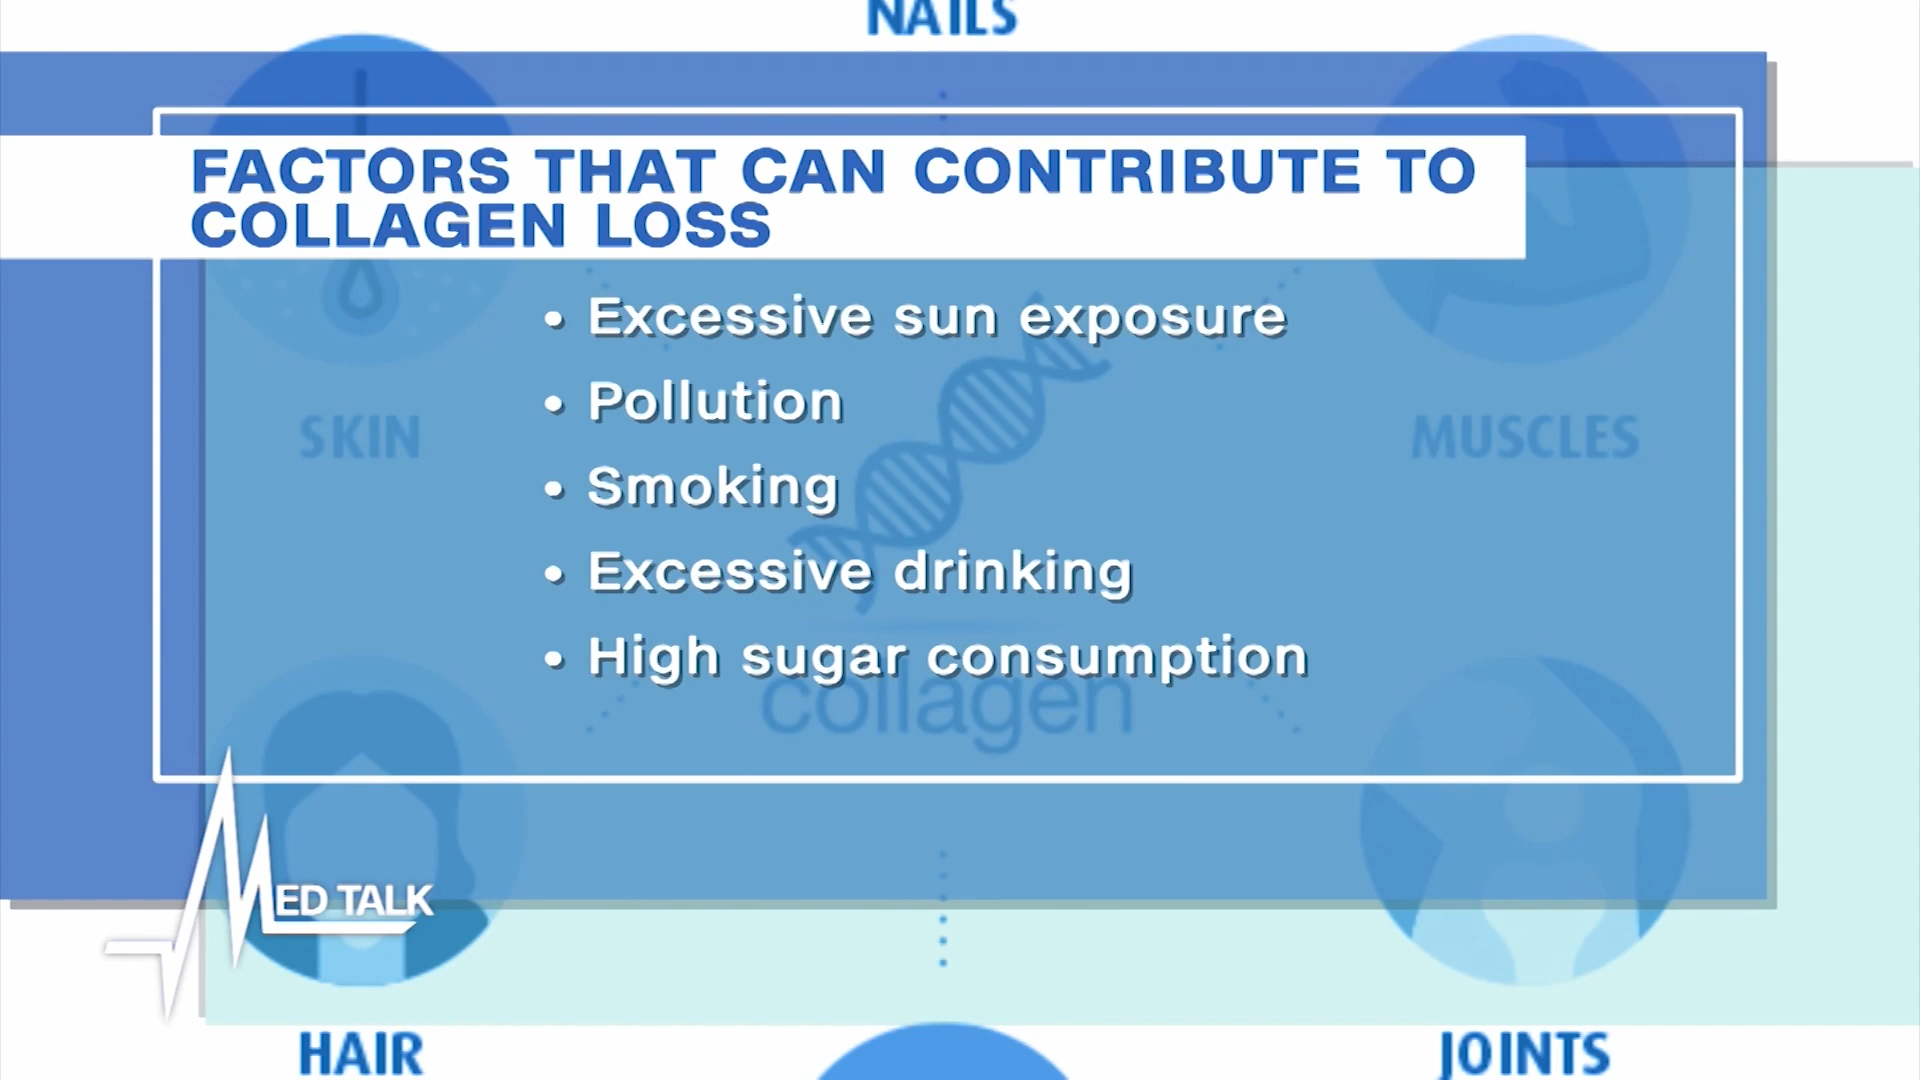 NAILS
FACTORS THAT CAN CONTRIBUTE TO
COLLAGEN LOSS
• Excessive sun exposure
• Pollution
• Smoking
• Excessive drinking
• High sugar consumption
SKIN
MUSCLES
collagen
MED TALK
HAIR
JOINTS